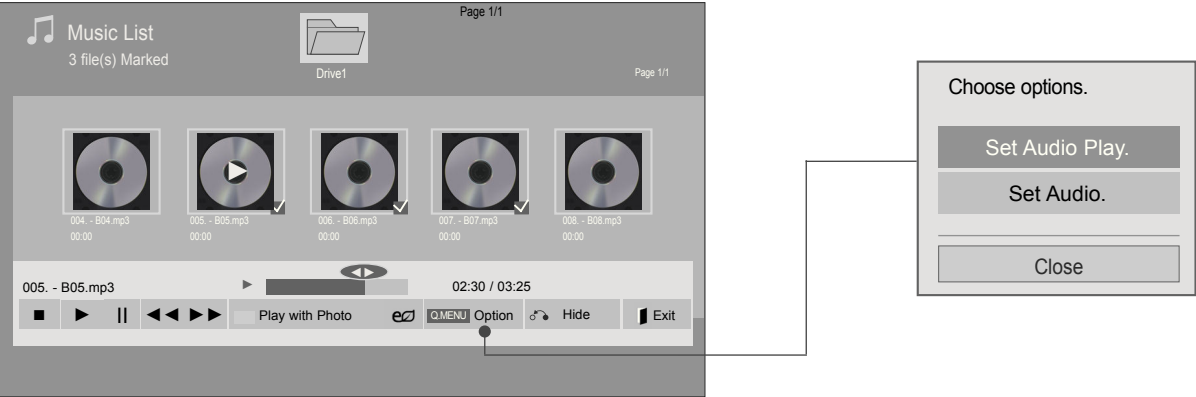 Page 1/1
Music List
3 file(s) Marked
Drive1
Page 1/1
004. - B04.mp3
00:00
005. - B05.mp3
00:00
006. - B06.mp3
00:00
007. - B07.mp3
00:00
008. - B08.mp3
00:00
005. - B05.mp3
02:30 / 03:25
Play with Photo
e
Q.MENU Option
Hide
Exit
Choose options.
Set Audio Play.
Set Audio.
Close